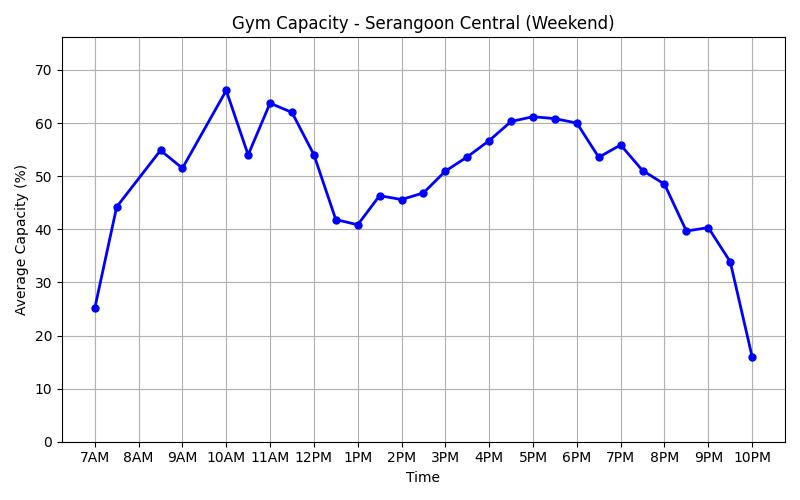 Gym Capacity - Serangoon Central (Weekend)
Average Capacity (%)
70
60
50
40
30
20
10
0
7AM 8AM 9AM 10AM 11AM 12PM 1PM 2PM 3PM 4PM 5PM 6PM 7PM 8PM 9PM 10PM
Time